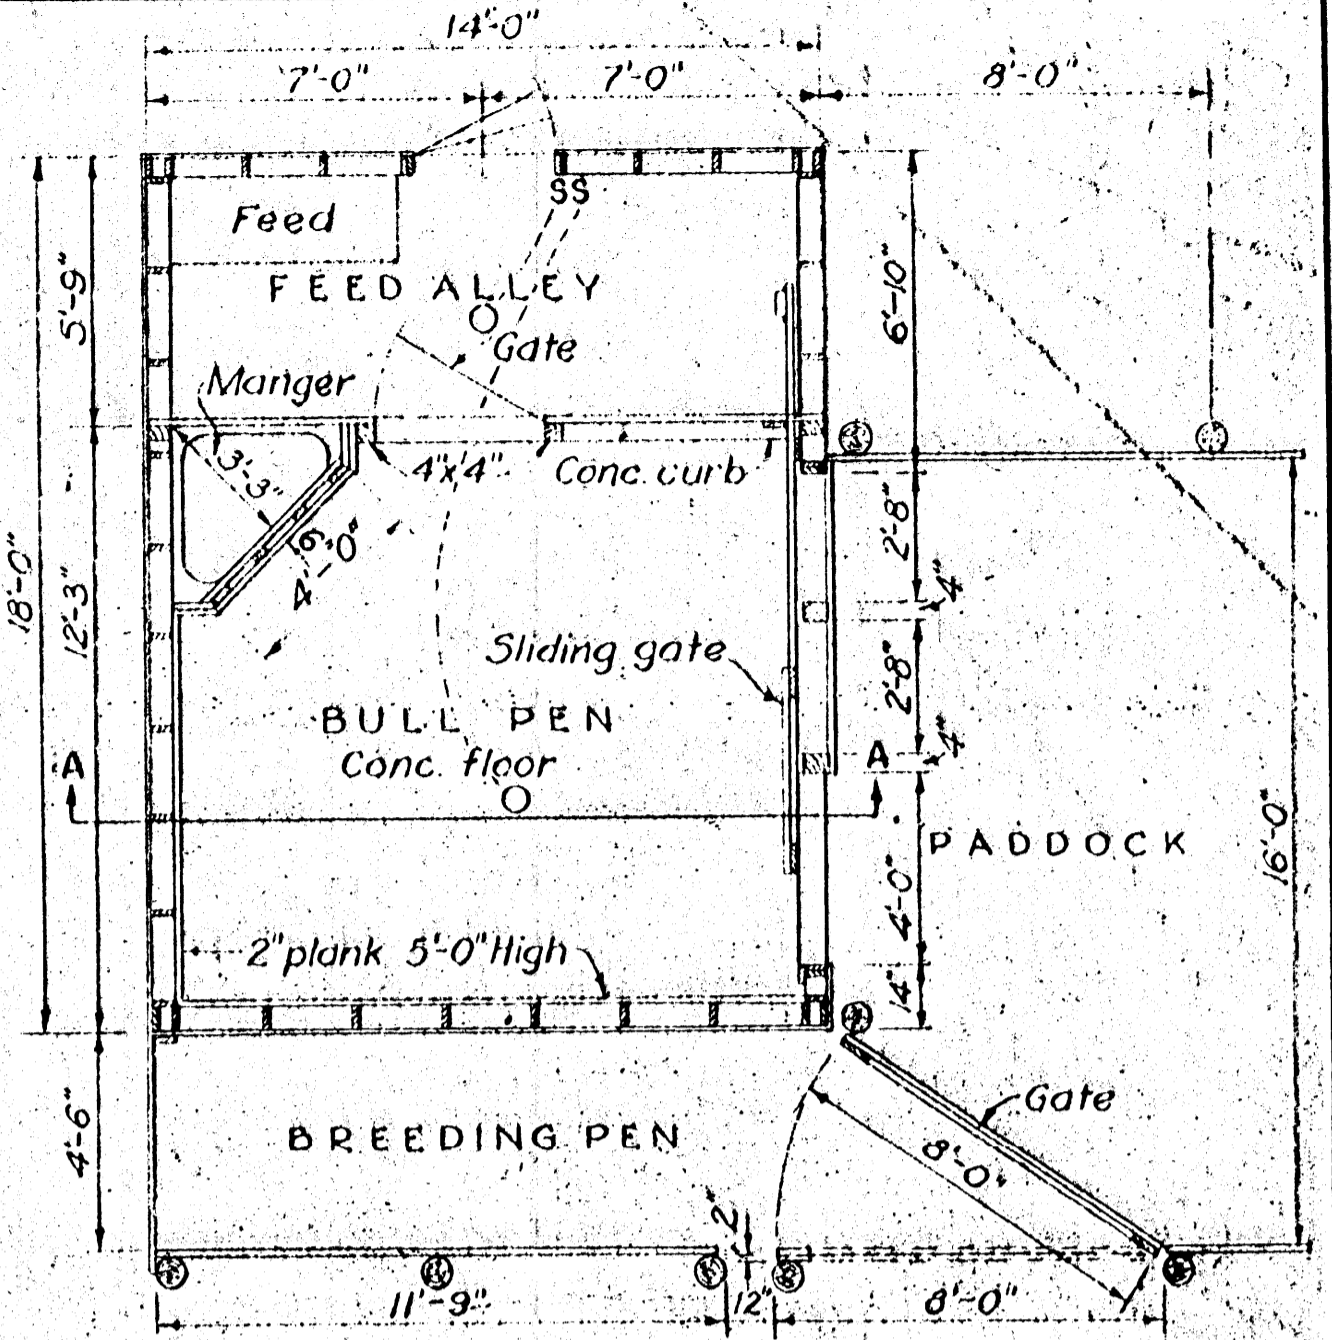 14'-0"
7'-0"
7'-0"
8'-0"
SS
Feed
FEED ALLEY
5'-9"
6'-10"
Gate
Manger
3'-3"
4"x4"
Conc. curb
2'-8"
6'-0"
4'-0"
4"
18'-0"
12'-3"
Sliding gate
2'-8"
BULL PEN
4"
Conc. floor
A
A
PADDOCK
16'-0"
4'-0"
2" plank 5'-0" High
14"
Gate
BREEDING PEN
4'-6"
8'-0"
2"
11'-9"
12"
8'-0"